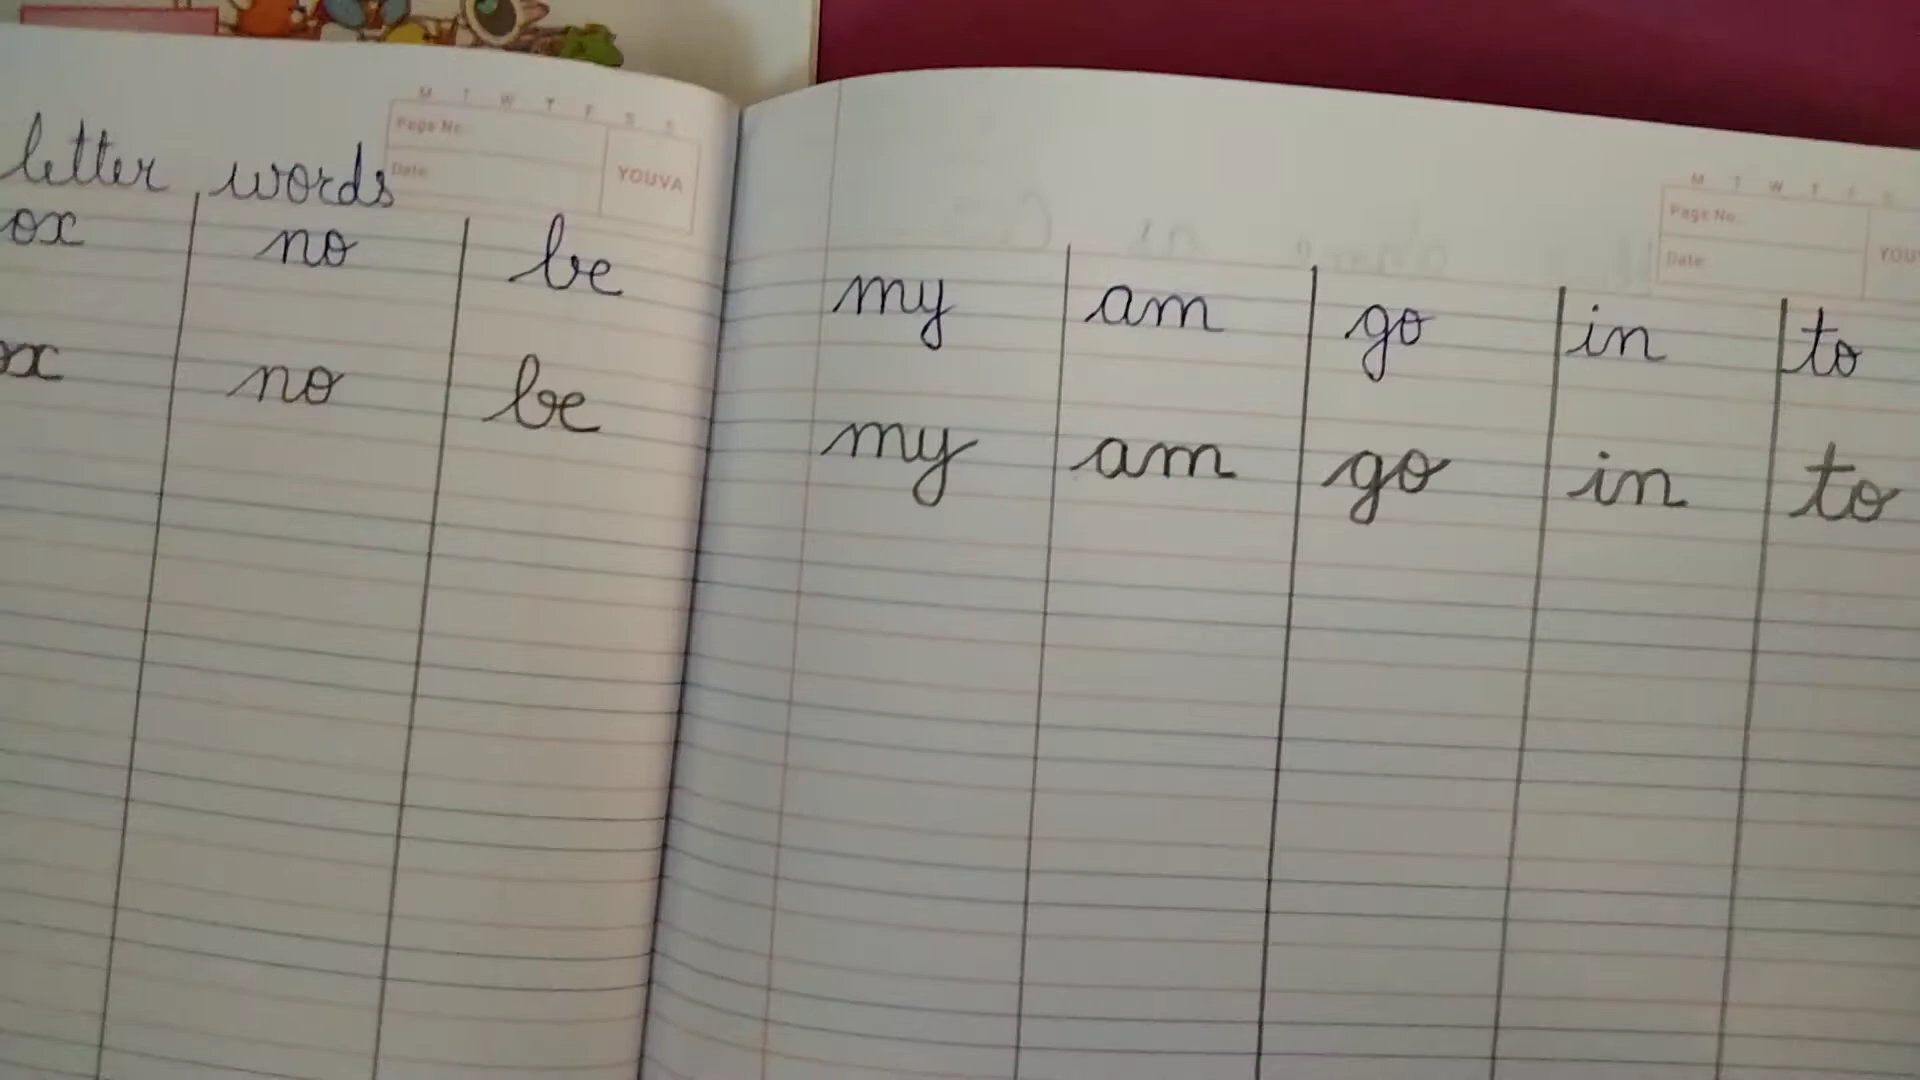 M T W T F S S
Page No.:
Date:
YOUVA
letter words
ox no be
ox no be
M T W T F S
Page No.:
Date:
YOU
my am go in to
my am go in to